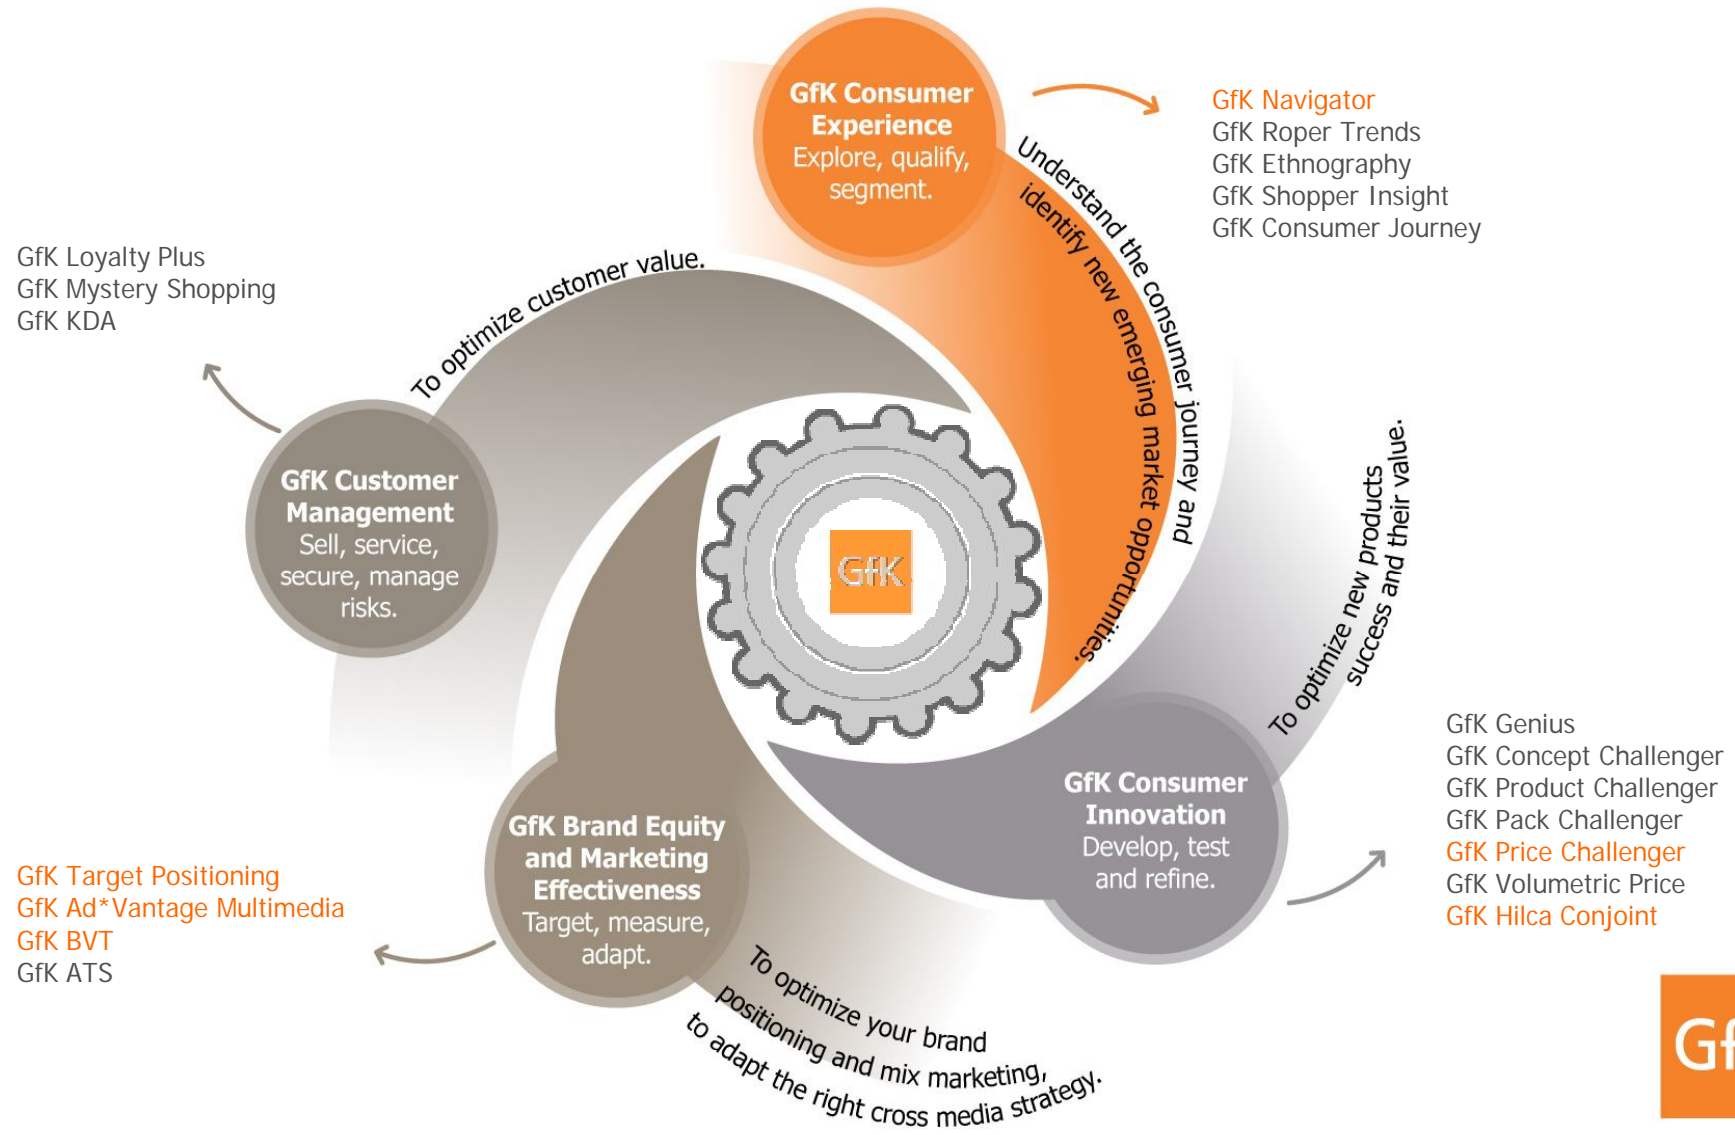 GfK Consumer
Experience
Explore, qualify,
segment.
Understand the consumer journey and
identify new emerging market opportunities.
GfK Navigator
GfK Roper Trends
GfK Ethnography
GfK Shopper Insight
GfK Consumer Journey
GfK Loyalty Plus
GfK Mystery Shopping
GfK KDA
To optimize customer value.
GfK Customer
Management
Sell, service,
secure, manage
risks.
GfK
To optimize new products
success and their value.
GfK Consumer
Innovation
Develop, test
and refine.
GfK Genius
GfK Concept Challenger
GfK Product Challenger
GfK Pack Challenger
GfK Price Challenger
GfK Volumetric Price
GfK Hilca Conjoint
GfK Brand Equity
and Marketing
Effectiveness
Target, measure,
adapt.
GfK Target Positioning
GfK Ad*Vantage Multimedia
GfK BVT
GfK ATS
To optimize your brand
positioning and mix marketing,
to adapt the right cross media strategy.
Gf